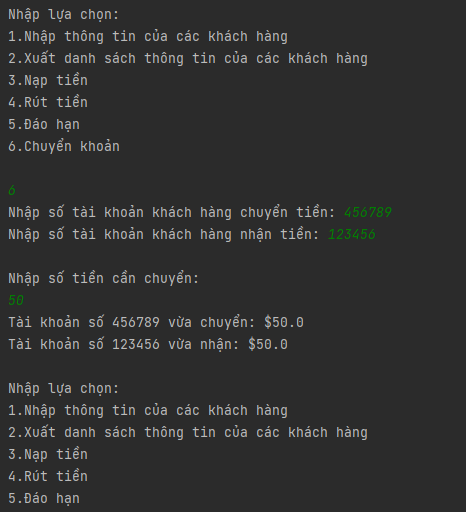 Nhập lựa chọn:
1.Nhập thông tin của các khách hàng
2.Xuất danh sách thông tin của các khách hàng
3.Nạp tiền
4.Rút tiền
5.Đáo hạn
6.Chuyển khoản
6
Nhập số tài khoản khách hàng chuyển tiền: 456789
Nhập số tài khoản khách hàng nhận tiền: 123456
Nhập số tiền cần chuyển:
50
Tài khoản số 456789 vừa chuyển: $50.0
Tài khoản số 123456 vừa nhận: $50.0
Nhập lựa chọn:
1.Nhập thông tin của các khách hàng
2.Xuất danh sách thông tin của các khách hàng
3.Nạp tiền
4.Rút tiền
5.Đáo hạn